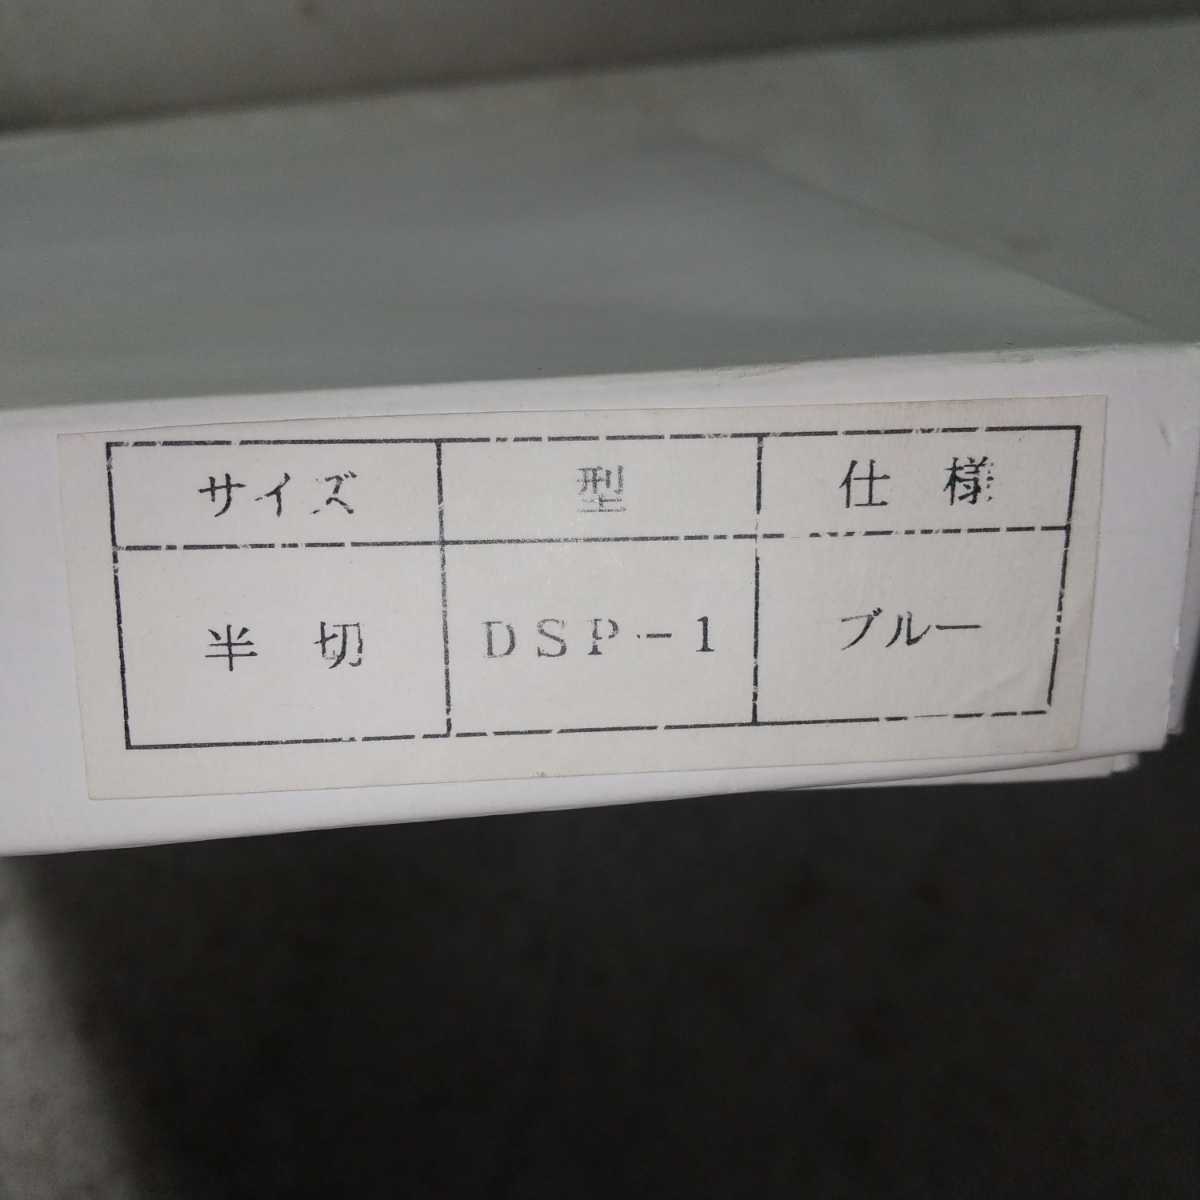 サイズ 型 仕様
半切 DSP-1 ブルー